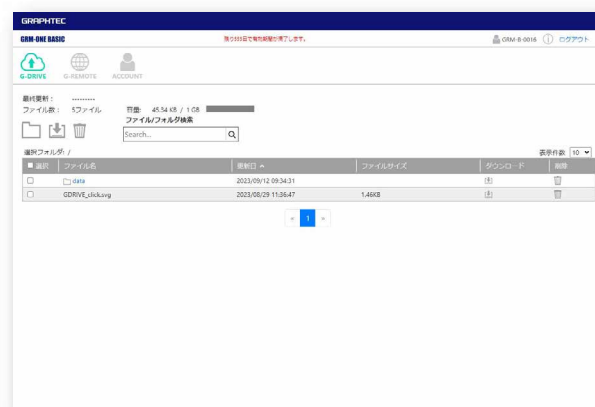 GRAPHTEC
GRM-ONE BASIC 残り333日で有効期限が満了します。 GRM-B-0016 ログアウト
G-DRIVE G-REMOTE ACCOUNT
最終更新: ---------
ファイル数: 5ファイル 容量: 45.34 KB / 1 GB
ファイル/フォルダ検索
Search...
選択フォルダ: / 表示件数 10
選択 ファイル名 更新日 ファイルサイズ ダウンロード 削除
data 2023/09/12 09:34:31
GDRIVE_click.svg 2023/08/29 11:36:47 1.46KB
« 1 »